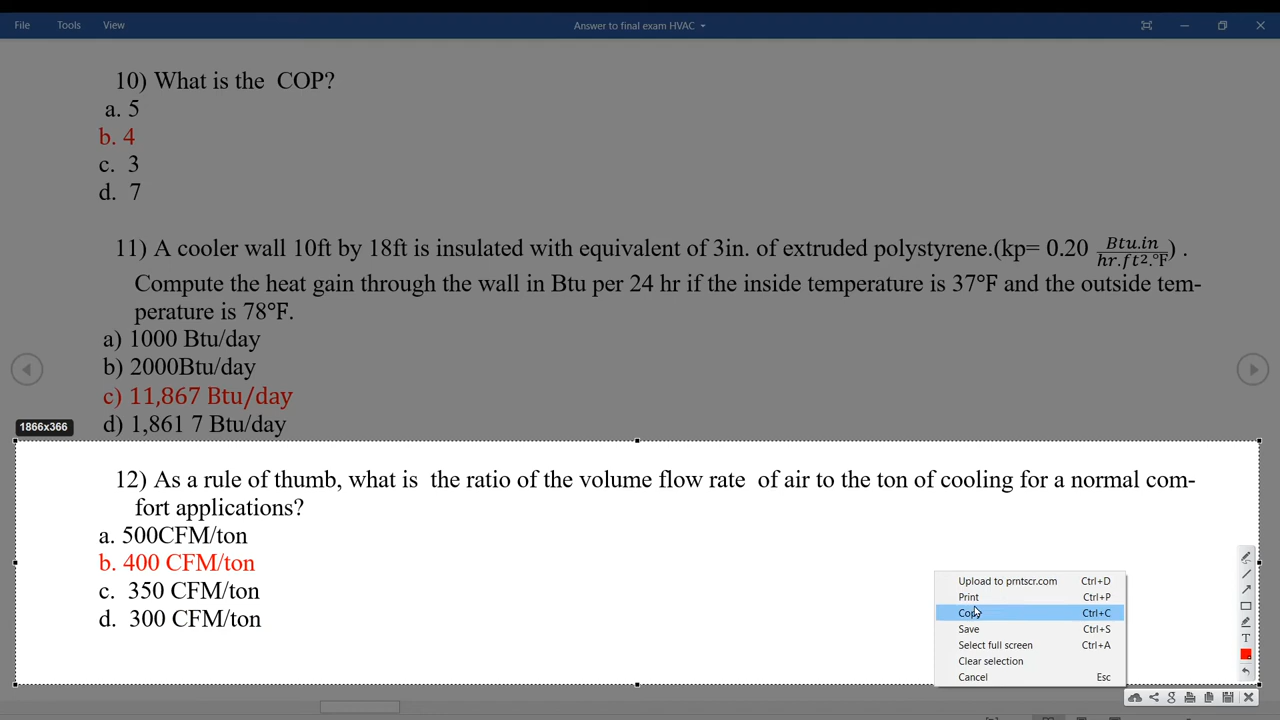 File Tools View Answer to final exam HVAC
10) What is the COP?
a. 5
b. 4
c. 3
d. 7
11) A cooler wall 10ft by 18ft is insulated with equivalent of 3in. of extruded polystyrene.(kp= 0.20 Btu.in/hr.ft².°F) .
Compute the heat gain through the wall in Btu per 24 hr if the inside temperature is 37°F and the outside tem-
perature is 78°F.
a) 1000 Btu/day
b) 2000Btu/day
c) 11,867 Btu/day
d) 1,861 7 Btu/day
1866x366
12) As a rule of thumb, what is the ratio of the volume flow rate of air to the ton of cooling for a normal com-
fort applications?
a. 500CFM/ton
b. 400 CFM/ton
c. 350 CFM/ton
d. 300 CFM/ton
Upload to prntscr.com Ctrl+D
Print Ctrl+P
Copy Ctrl+C
Save Ctrl+S
Select full screen Ctrl+A
Clear selection
Cancel Esc
T
g